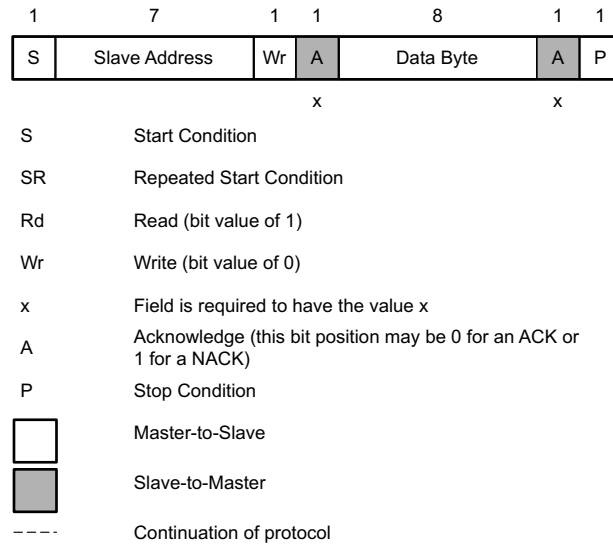 1 7 1 1 8 1 1
S Slave Address Wr A Data Byte A P
x x
S Start Condition
SR Repeated Start Condition
Rd Read (bit value of 1)
Wr Write (bit value of 0)
x Field is required to have the value x
A Acknowledge (this bit position may be 0 for an ACK or
1 for a NACK)
P Stop Condition
Master-to-Slave
Slave-to-Master
Continuation of protocol